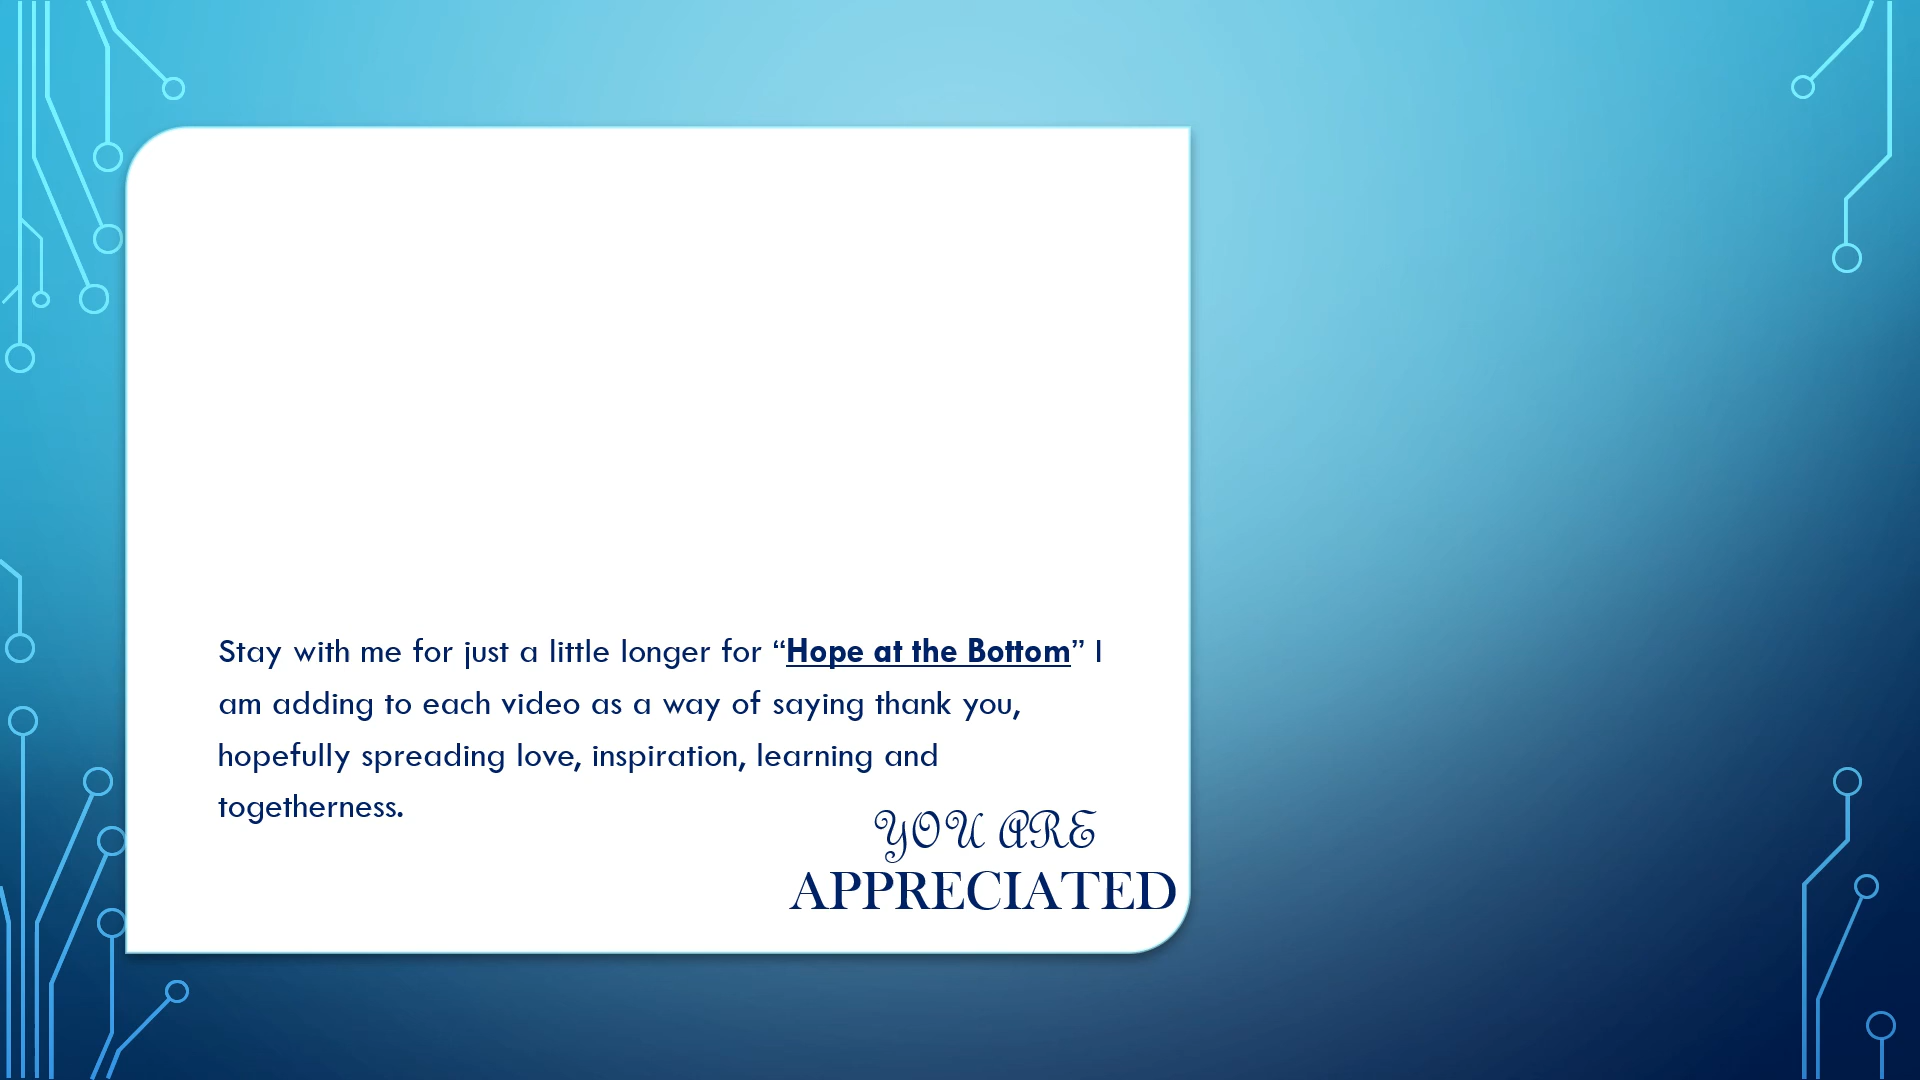 Stay with me for just a little longer for “Hope at the Bottom” I
am adding to each video as a way of saying thank you,
hopefully spreading love, inspiration, learning and
togetherness.
YOU ARE
APPRECIATED